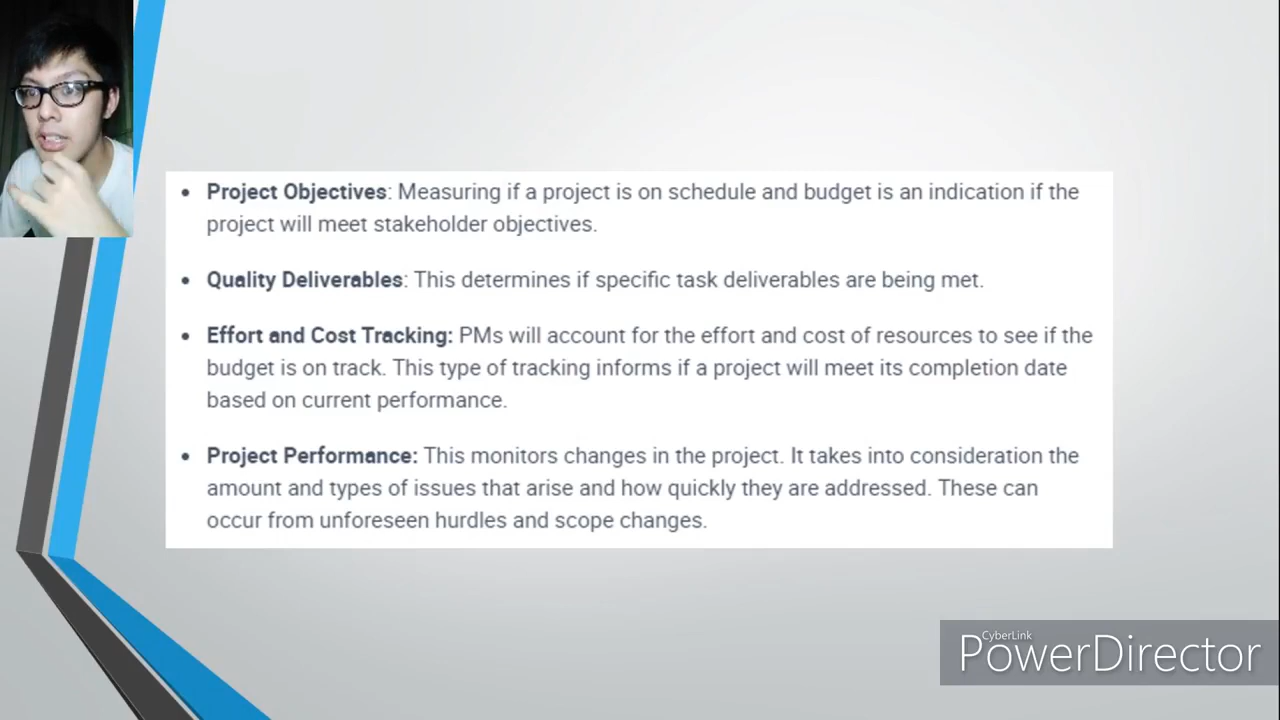 • Project Objectives: Measuring if a project is on schedule and budget is an indication if the
project will meet stakeholder objectives.
• Quality Deliverables: This determines if specific task deliverables are being met.
• Effort and Cost Tracking: PMs will account for the effort and cost of resources to see if the
budget is on track. This type of tracking informs if a project will meet its completion date
based on current performance.
• Project Performance: This monitors changes in the project. It takes into consideration the
amount and types of issues that arise and how quickly they are addressed. These can
occur from unforeseen hurdles and scope changes.
CyberLink
PowerDirector